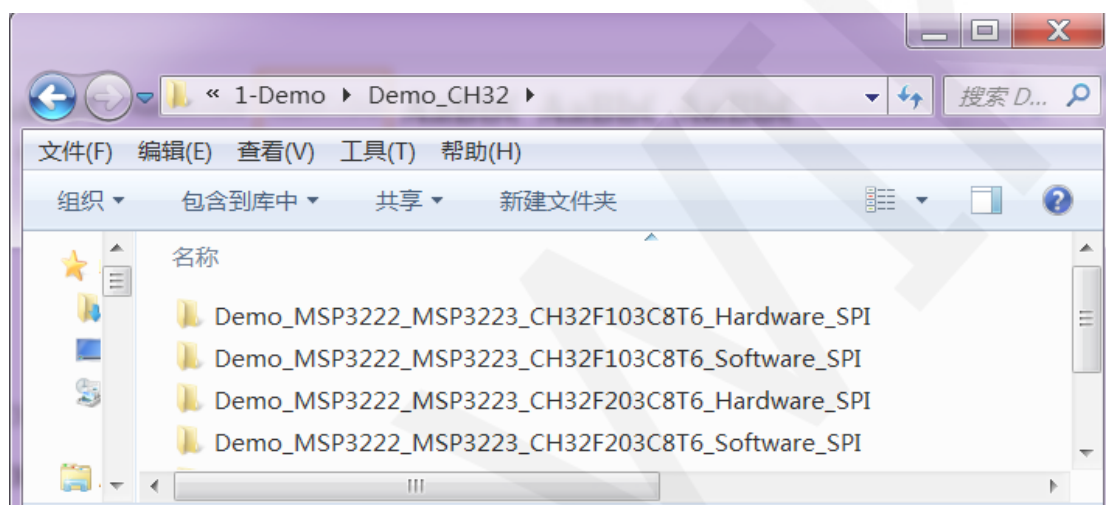 « 1-Demo ▸ Demo_CH32 ▸ 搜索 D...
文件(F) 编辑(E) 查看(V) 工具(T) 帮助(H)
组织 包含到库中 共享 新建文件夹
名称
Demo_MSP3222_MSP3223_CH32F103C8T6_Hardware_SPI
Demo_MSP3222_MSP3223_CH32F103C8T6_Software_SPI
Demo_MSP3222_MSP3223_CH32F203C8T6_Hardware_SPI
Demo_MSP3222_MSP3223_CH32F203C8T6_Software_SPI